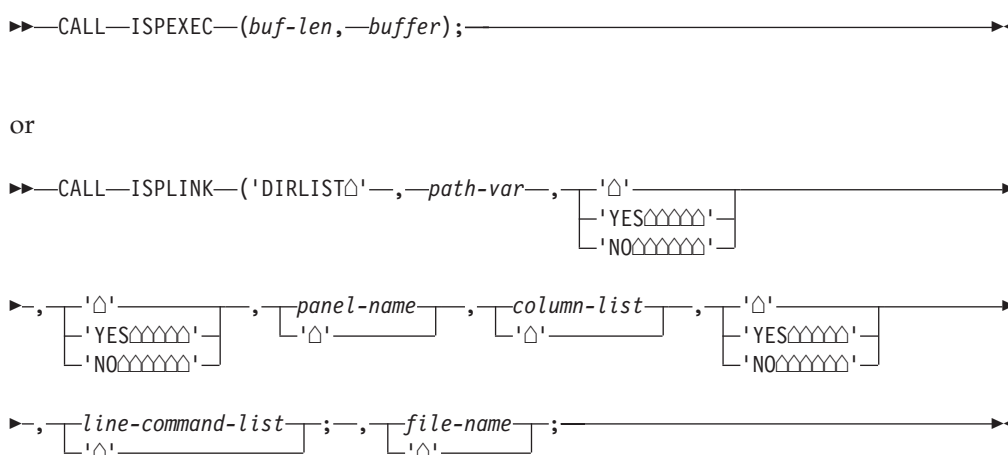 ►►—CALL—ISPEXEC—(buf-len,—buffer);—►◄
or
►►—CALL—ISPLINK—('DIRLIST⌂'—,—path-var—,—'⌂'—►
'YES⌂⌂⌂⌂⌂'
'NO⌂⌂⌂⌂⌂⌂'
►—,—'⌂'—,—panel-name—,—column-list—,—'⌂'—►
'YES⌂⌂⌂⌂⌂' '⌂' '⌂' 'YES⌂⌂⌂⌂⌂'
'NO⌂⌂⌂⌂⌂⌂' 'NO⌂⌂⌂⌂⌂⌂'
►—,—line-command-list—;—,—file-name—;—►◄
'⌂' '⌂'